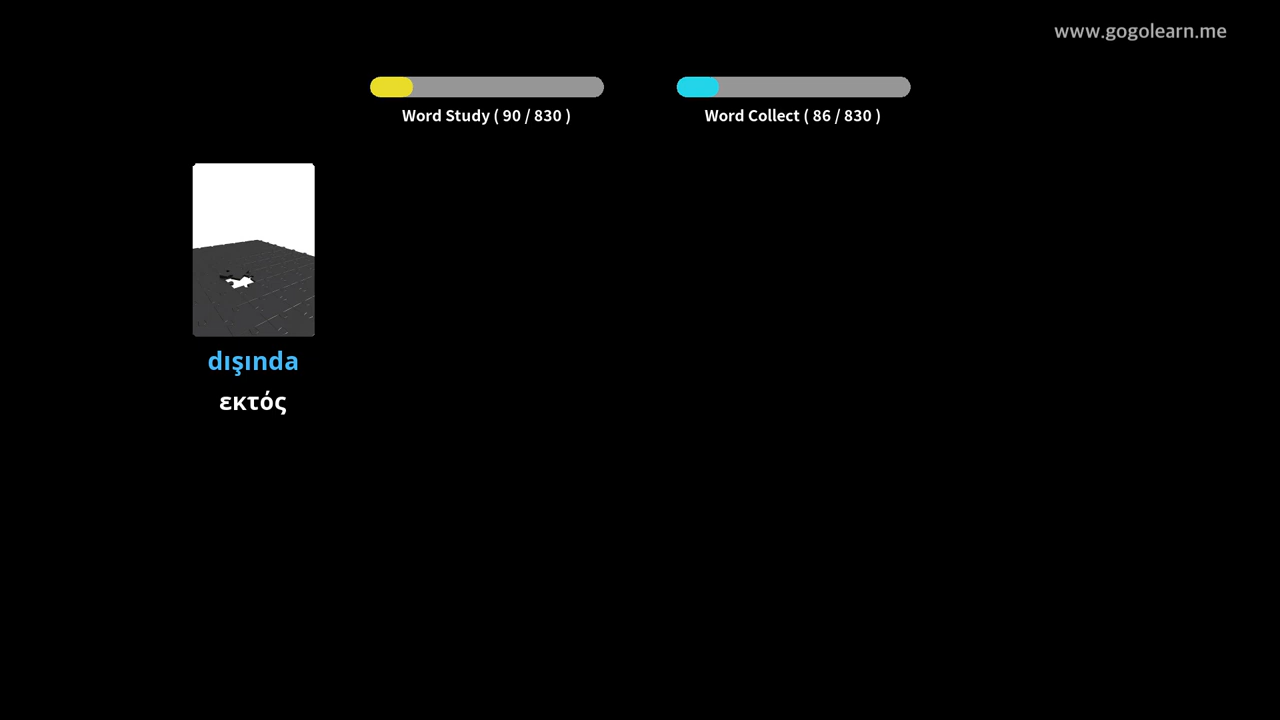 www.gogolearn.me
Word Study ( 90 / 830 )
Word Collect ( 86 / 830 )
dışında
εκτός